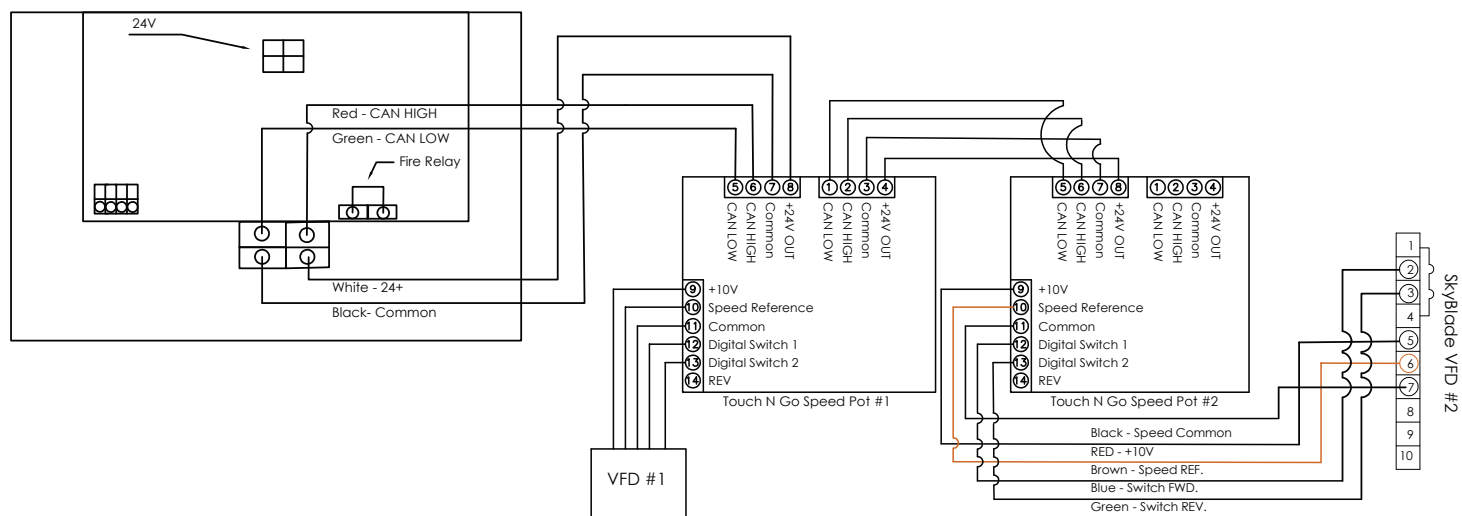 24V
Red - CAN HIGH
Green - CAN LOW
Fire Relay
White - 24+
Black- Common
5 6 7 8
CAN LOW
CAN HIGH
Common
+24V OUT
1 2 3 4
CAN LOW
CAN HIGH
Common
+24V OUT
9 +10V
10 Speed Reference
11 Common
12 Digital Switch 1
13 Digital Switch 2
14 REV
Touch N Go Speed Pot #1
VFD #1
5 6 7 8
CAN LOW
CAN HIGH
Common
+24V OUT
1 2 3 4
CAN LOW
CAN HIGH
Common
+24V OUT
9 +10V
10 Speed Reference
11 Common
12 Digital Switch 1
13 Digital Switch 2
14 REV
Touch N Go Speed Pot #2
Black - Speed Common
RED - +10V
Brown - Speed REF.
Blue - Switch FWD.
Green - Switch REV.
1
2
3
4
5
6
7
8
9
10
SkyBlade VFD #2